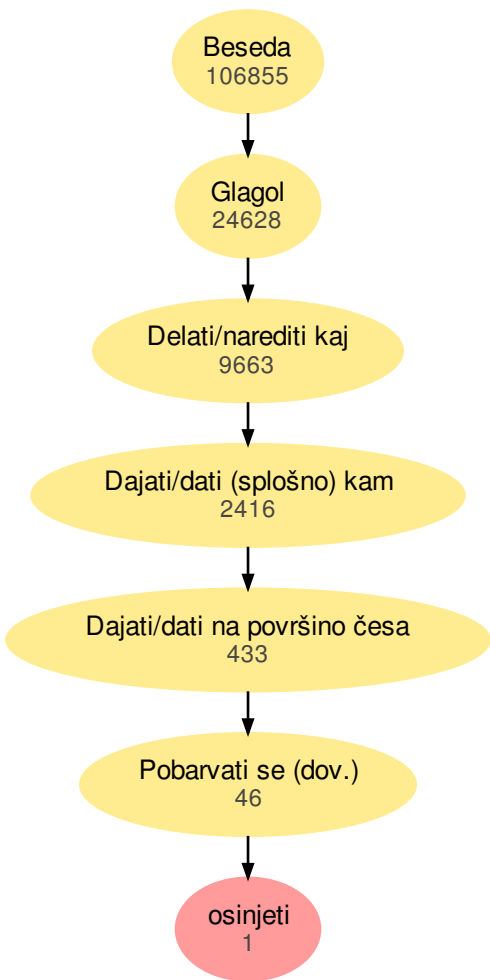 Beseda
106855
Glagol
24628
Delati/narediti kaj
9663
Dajati/dati (splošno) kam
2416
Dajati/dati na površino česa
433
Pobarvati se (dov.)
46
osinjeti
1